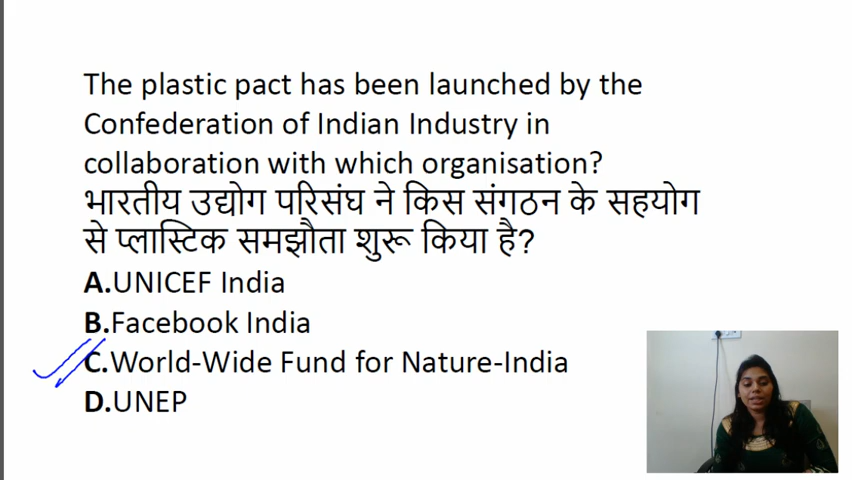 The plastic pact has been launched by the
Confederation of Indian Industry in
collaboration with which organisation?
भारतीय उद्योग परिसंघ ने किस संगठन के सहयोग
से प्लास्टिक समझौता शुरू किया है?
A.UNICEF India
B.Facebook India
C.World-Wide Fund for Nature-India
D.UNEP